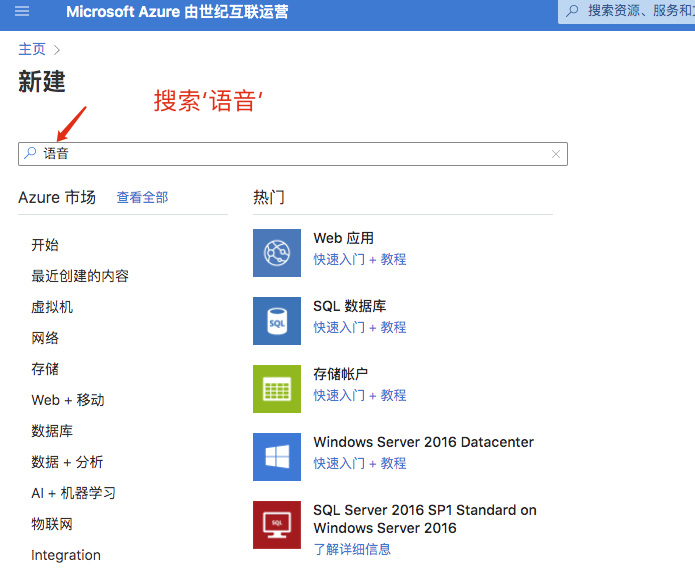 Microsoft Azure 由世纪互联运营
搜索资源、服务和
主页
新建
搜索‘语音‘
语音
Azure 市场
查看全部
开始
最近创建的内容
虚拟机
网络
存储
Web + 移动
数据库
数据 + 分析
AI + 机器学习
物联网
Integration
热门
Web 应用
快速入门 + 教程
SQL 数据库
快速入门 + 教程
存储帐户
快速入门 + 教程
Windows Server 2016 Datacenter
快速入门 + 教程
SQL Server 2016 SP1 Standard on
Windows Server 2016
了解详细信息